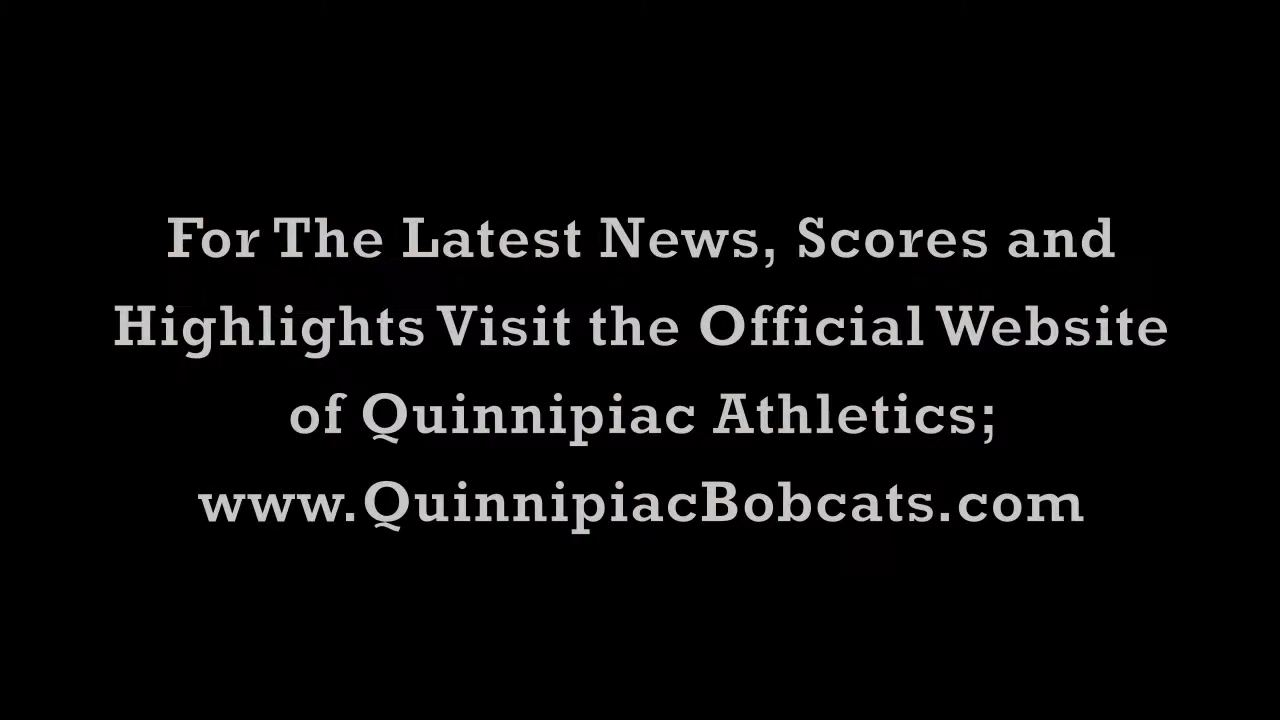 For The Latest News, Scores and
Highlights Visit the Official Website
of Quinnipiac Athletics;
www.QuinnipiacBobcats.com